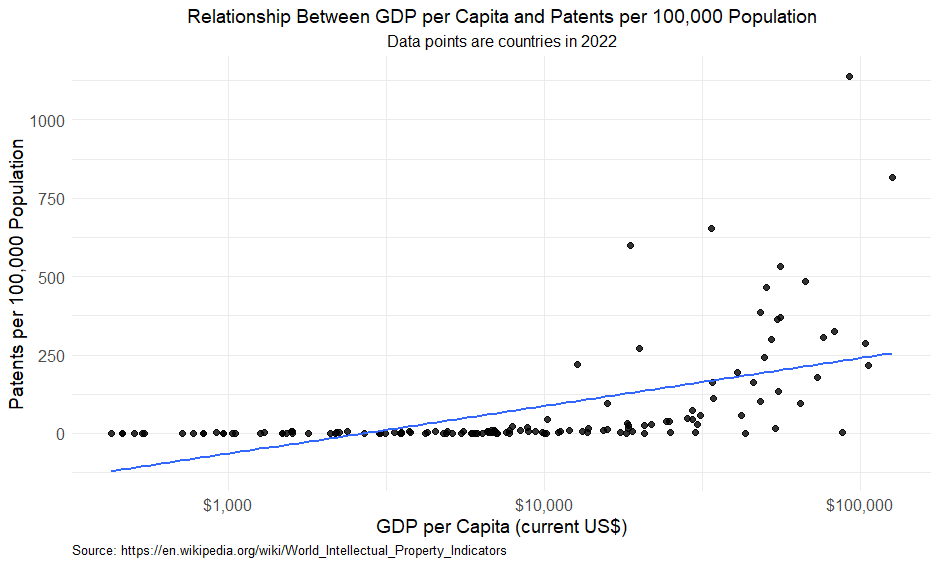 Relationship Between GDP per Capita and Patents per 100,000 Population
Data points are countries in 2022
Patents per 100,000 Population
1000
750
500
250
0
$1,000
$10,000
$100,000
GDP per Capita (current US$)
Source: https://en.wikipedia.org/wiki/World_Intellectual_Property_Indicators